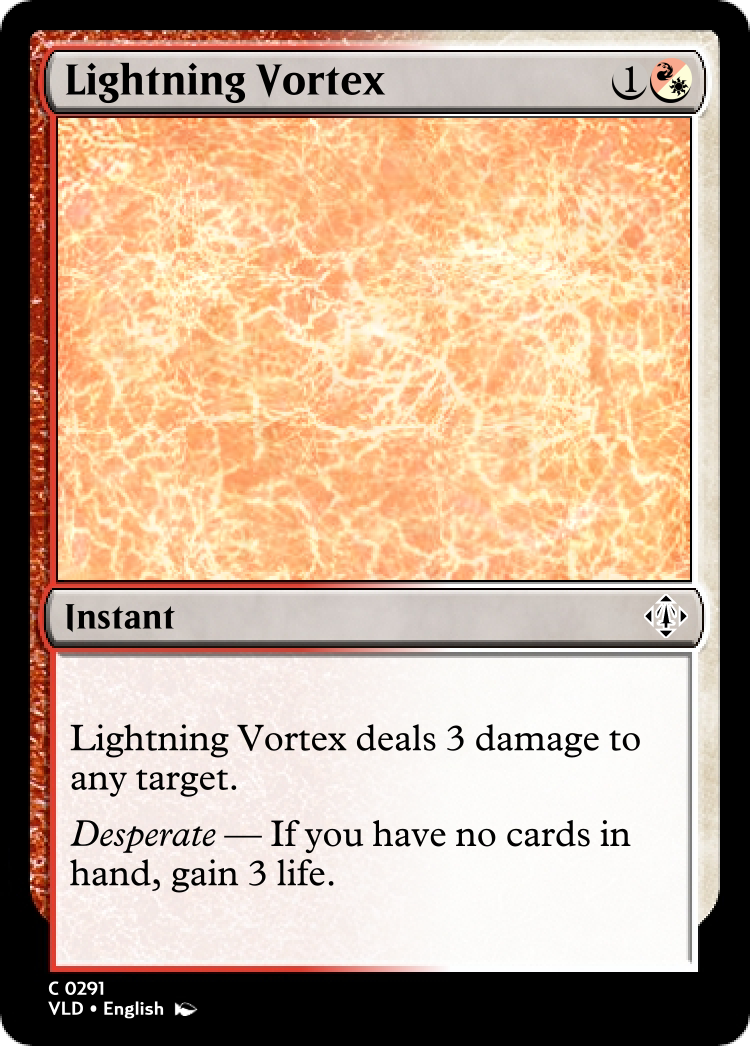 Lightning Vortex 1
Instant
Lightning Vortex deals 3 damage to
any target.
Desperate — If you have no cards in
hand, gain 3 life.
C 0291
VLD • English